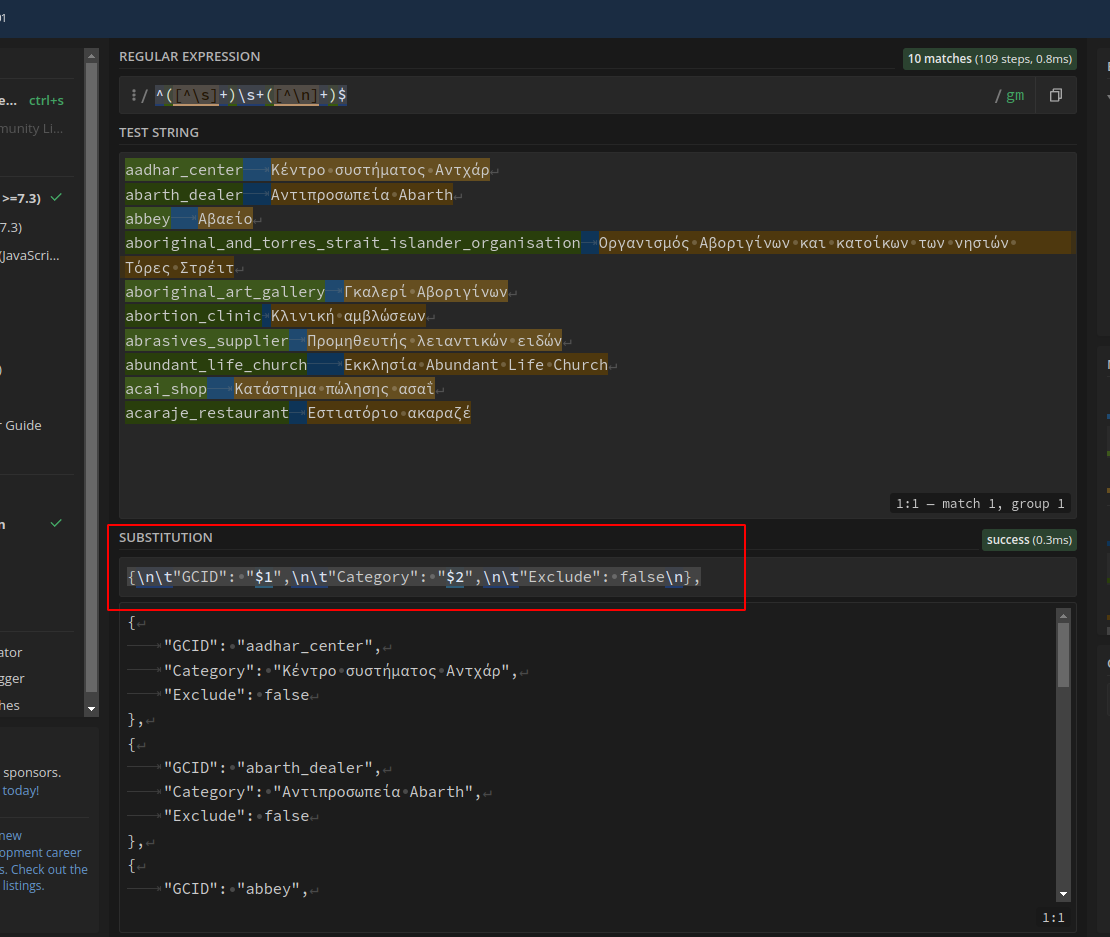 01
REGULAR EXPRESSION
10 matches (109 steps, 0.8ms)
e... ctrl+s
/ ^([^\s]+)\s+([^\n]+)$ / gm
munity Li...
TEST STRING
aadhar_center Κέντρο συστήματος Αντχάρ
>=7.3)
abarth_dealer Αντιπροσωπεία Abarth
7.3)
abbey Αβαείο
(JavaScri...
aboriginal_and_torres_strait_islander_organisation Οργανισμός Αβοριγίνων και κατοίκων των νησιών
Τόρες Στρέιτ
aboriginal_art_gallery Γκαλερί Αβοριγίνων
abortion_clinic Κλινική αμβλώσεων
abrasives_supplier Προμηθευτής λειαντικών ειδών
)
abundant_life_church Εκκλησία Abundant Life Church
acai_shop Κατάστημα πώλησης ασαΐ
acaraje_restaurant Εστιατόριο ακαραζέ
r Guide
1:1 — match 1, group 1
n
SUBSTITUTION
success (0.3ms)
{\n\t"GCID": "$1",\n\t"Category": "$2",\n\t"Exclude": false\n},
{
"GCID": "aadhar_center",
ator
"Category": "Κέντρο συστήματος Αντχάρ",
gger
"Exclude": false
hes
},
{
"GCID": "abarth_dealer",
sponsors.
today!
"Category": "Αντιπροσωπεία Abarth",
"Exclude": false
new
},
opment career
{
s. Check out the
listings.
"GCID": "abbey",
1:1